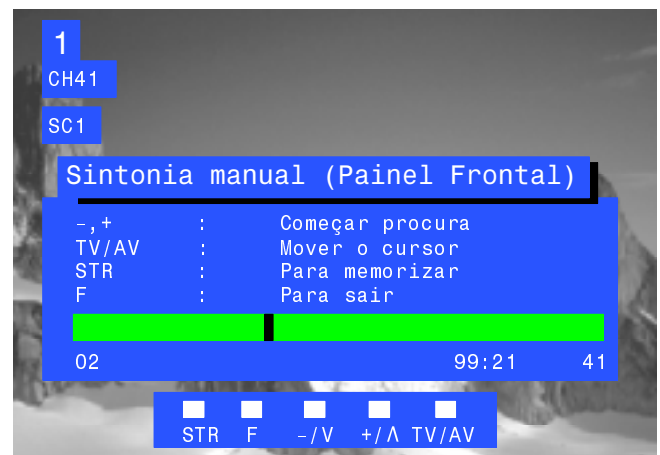 1
CH41
SC1
Sintonia manual (Painel Frontal)
-,+ : Começar procura
TV/AV : Mover o cursor
STR : Para memorizar
F : Para sair
02 99:21 41
STR F -/V +/Λ TV/AV